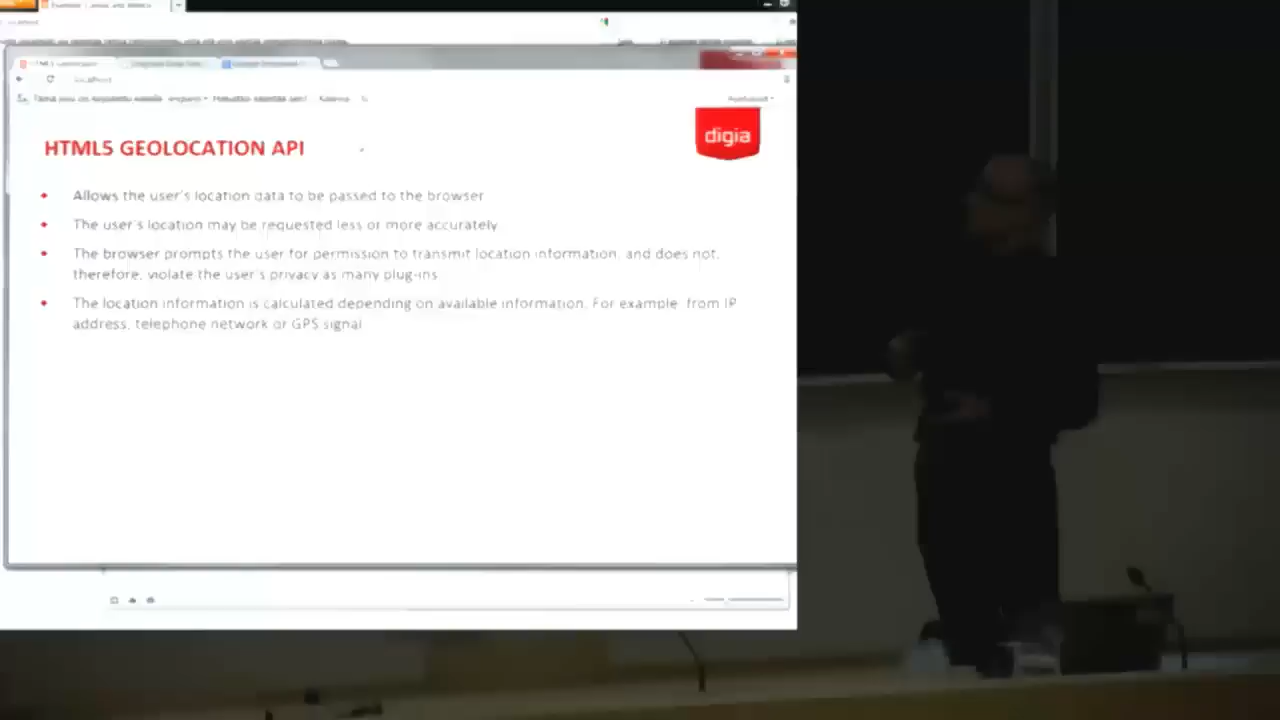 localhost
digia
HTML5 GEOLOCATION API
Allows the user's location data to be passed to the browser
The user's location may be requested less or more accurately
The browser prompts the user for permission to transmit location information, and does not,
therefore, violate the user's privacy as many plug-ins
The location information is calculated depending on available information. For example, from IP
address, telephone network or GPS signal